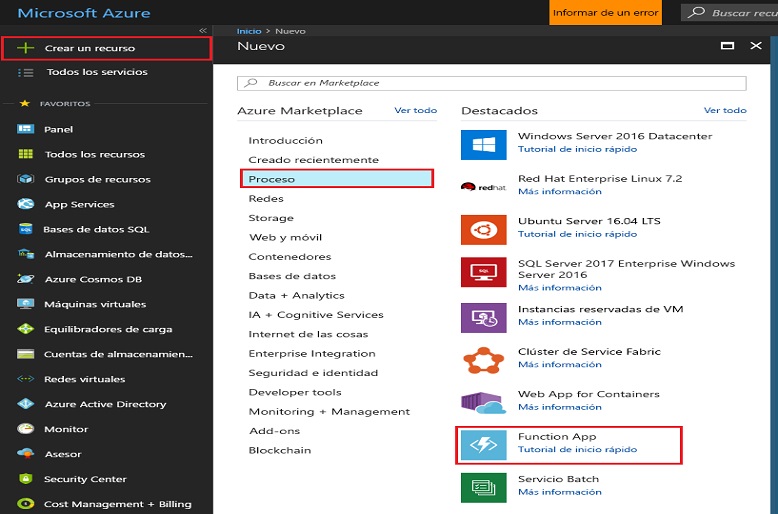 Microsoft Azure
Informar de un error
Buscar recu
Crear un recurso
Todos los servicios
FAVORITOS
Panel
Todos los recursos
Grupos de recursos
App Services
Bases de datos SQL
Almacenamiento de datos...
Azure Cosmos DB
Máquinas virtuales
Equilibradores de carga
Cuentas de almacenamien...
Redes virtuales
Azure Active Directory
Monitor
Asesor
Security Center
Cost Management + Billing
Inicio > Nuevo
Nuevo
Buscar en Marketplace
Azure Marketplace
Ver todo
Introducción
Creado recientemente
Proceso
Redes
Storage
Web y móvil
Contenedores
Bases de datos
Data + Analytics
IA + Cognitive Services
Internet de las cosas
Enterprise Integration
Seguridad e identidad
Developer tools
Monitoring + Management
Add-ons
Blockchain
Destacados
Ver todo
Windows Server 2016 Datacenter
Tutorial de inicio rápido
redhat
Red Hat Enterprise Linux 7.2
Más información
Ubuntu Server 16.04 LTS
Tutorial de inicio rápido
SQL
SQL Server 2017 Enterprise Windows
Server 2016
Más información
Instancias reservadas de VM
Más información
Clúster de Service Fabric
Más información
Web App for Containers
Más información
Function App
Tutorial de inicio rápido
Servicio Batch
Más información